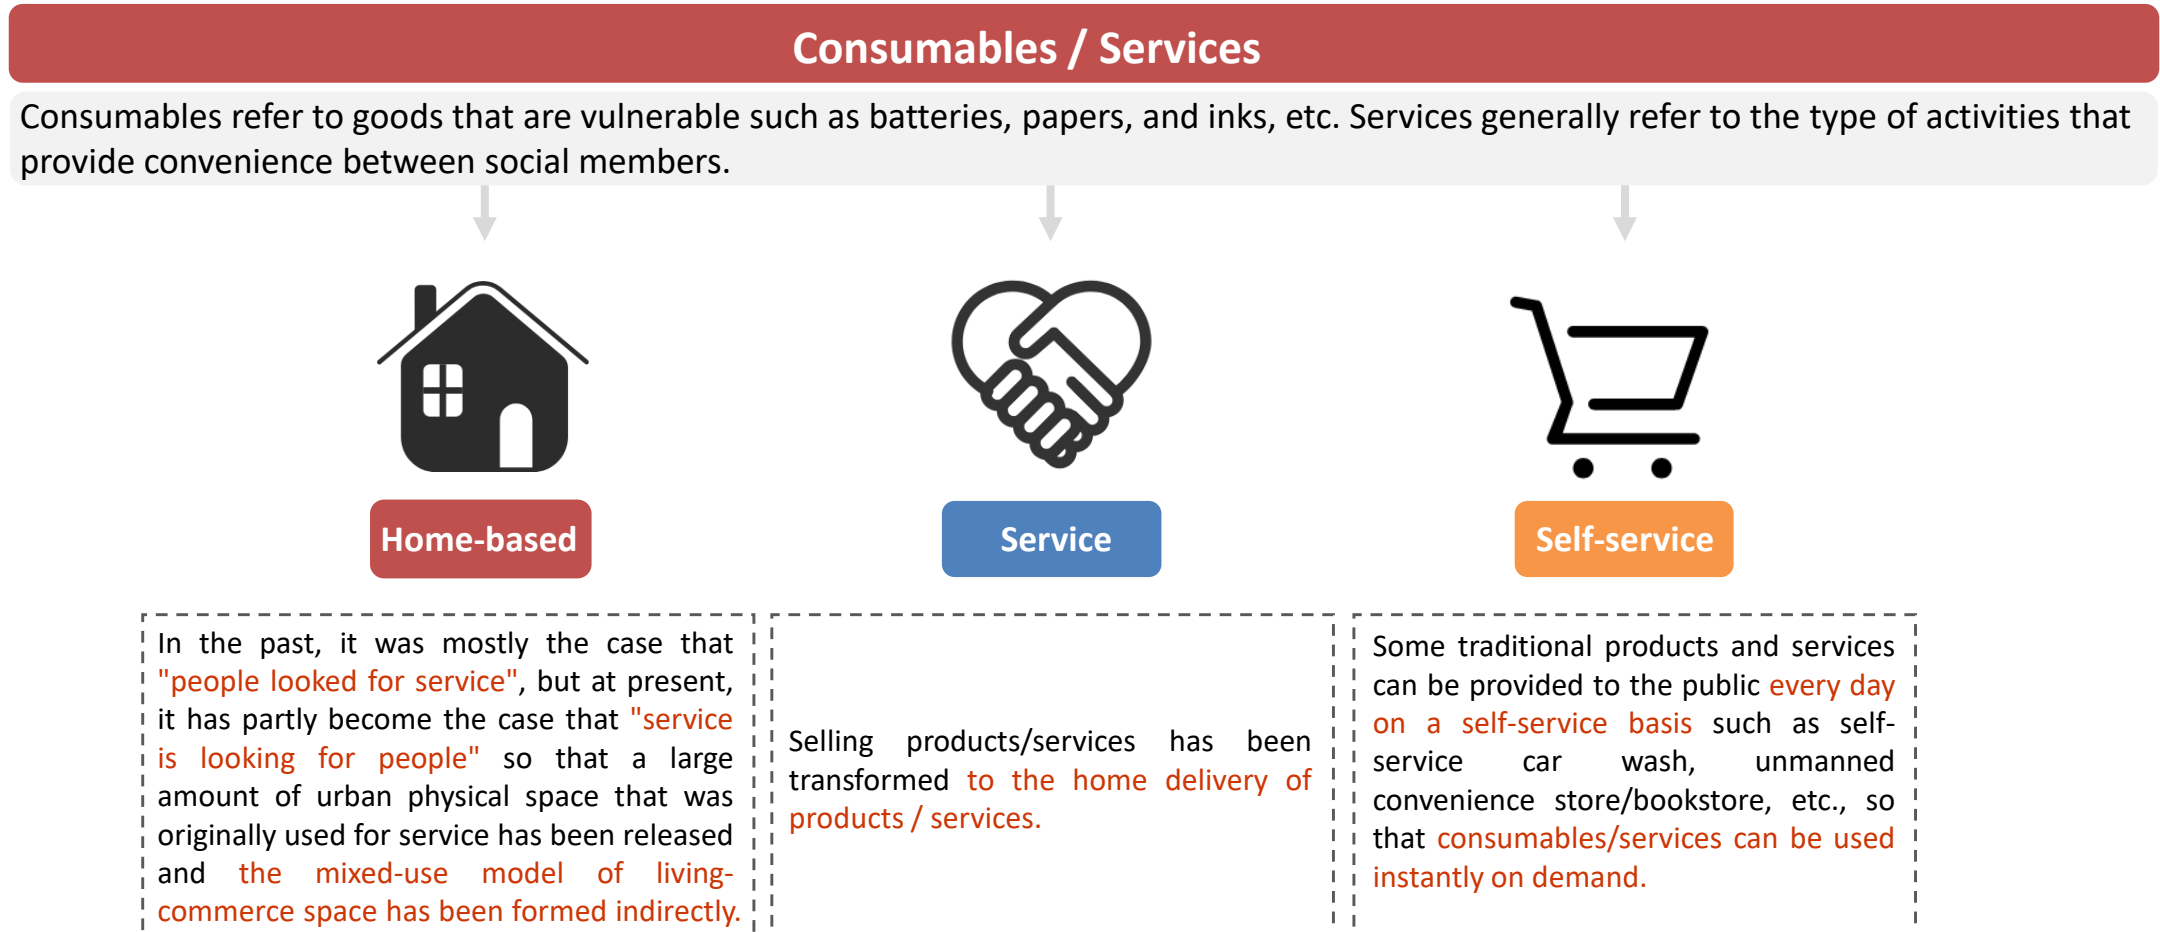 Consumables / Services
Consumables refer to goods that are vulnerable such as batteries, papers, and inks, etc. Services generally refer to the type of activities that
provide convenience between social members.
Home-based
In the past, it was mostly the case that
"people looked for service", but at present,
it has partly become the case that "service
is looking for people" so that a large
amount of urban physical space that was
originally used for service has been released
and the mixed-use model of living-
commerce space has been formed indirectly.
Service
Selling products/services has been
transformed to the home delivery of
products / services.
Self-service
Some traditional products and services
can be provided to the public every day
on a self-service basis such as self-
service car wash, unmanned
convenience store/bookstore, etc., so
that consumables/services can be used
instantly on demand.